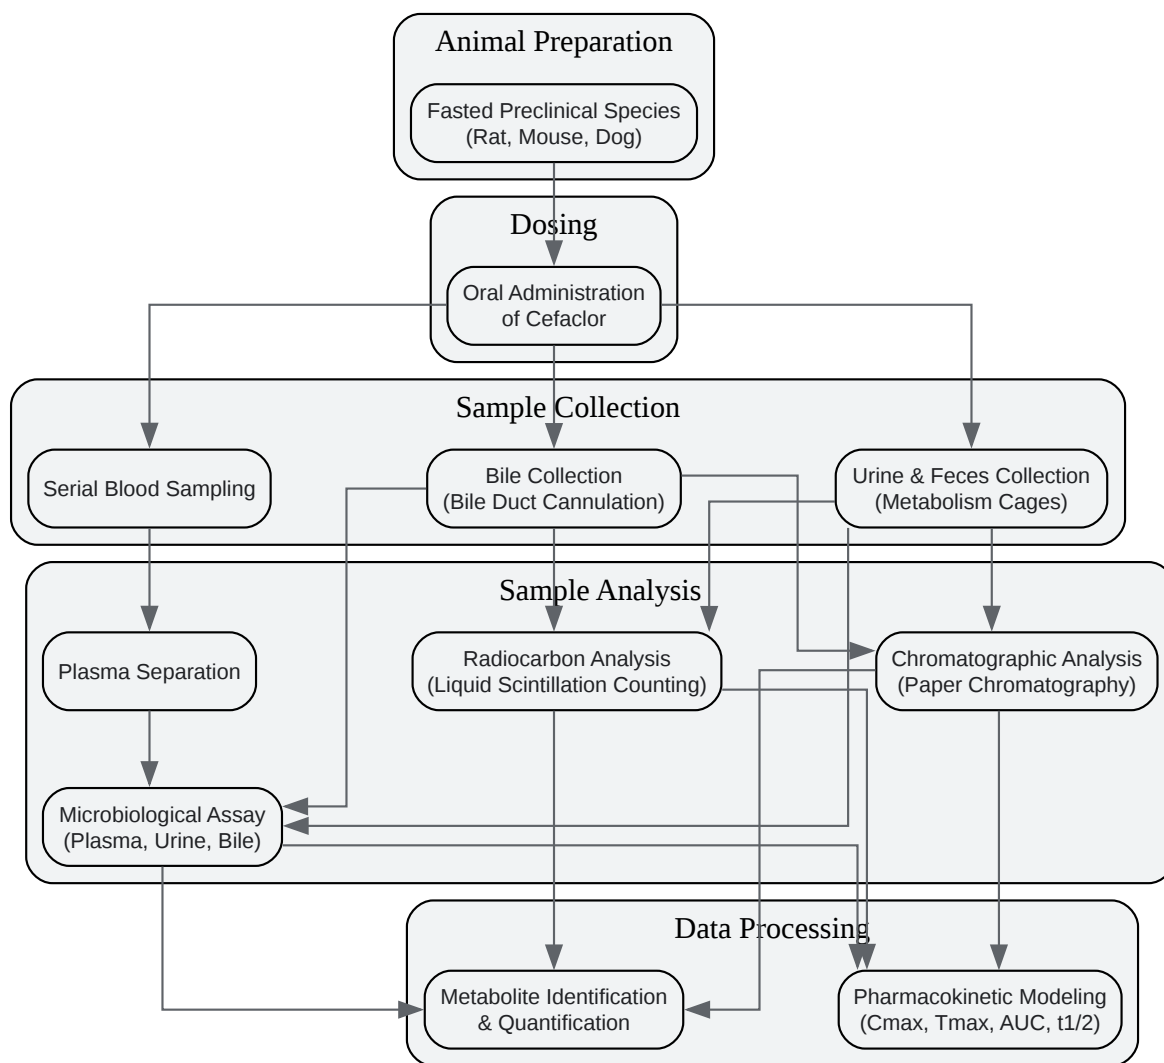 Animal Preparation
Fasted Preclinical Species
(Rat, Mouse, Dog)
Dosing
Oral Administration
of Cefaclor
Sample Collection
Serial Blood Sampling
Bile Collection
(Bile Duct Cannulation)
Urine & Feces Collection
(Metabolism Cages)
Sample Analysis
Plasma Separation
Radiocarbon Analysis
(Liquid Scintillation Counting)
Chromatographic Analysis
(Paper Chromatography)
Microbiological Assay
(Plasma, Urine, Bile)
Data Processing
Metabolite Identification
& Quantification
Pharmacokinetic Modeling
(Cmax, Tmax, AUC, t1/2)